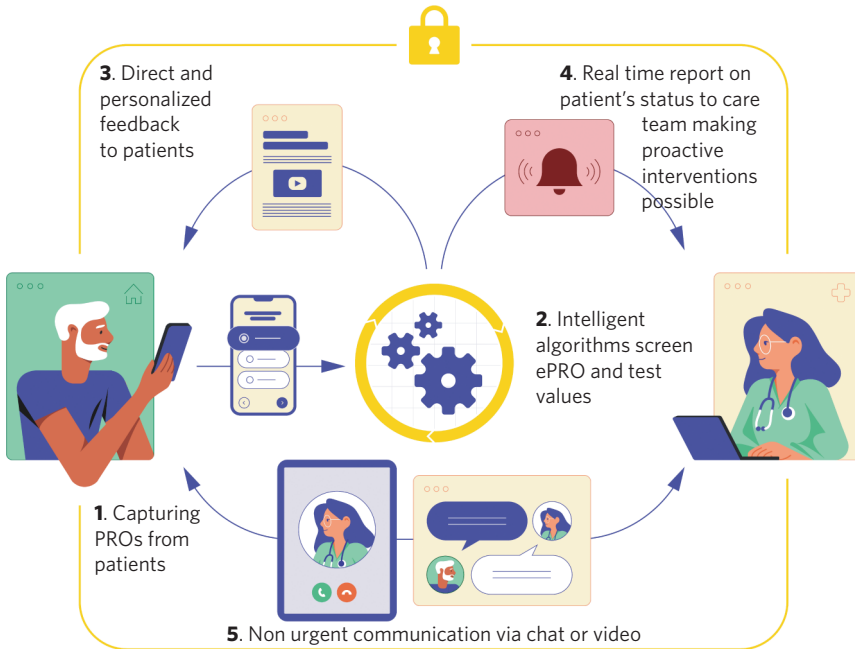 3. Direct and
personalized
feedback
to patients
4. Real time report on
patient's status to care
team making
proactive
interventions
possible
2. Intelligent
algorithms screen
ePRO and test
values
1. Capturing
PROs from
patients
5. Non urgent communication via chat or video